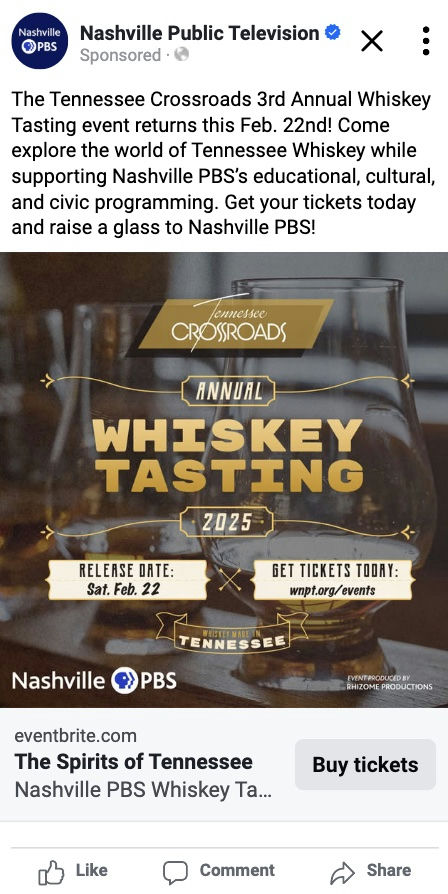 Nashville
PBS
Nashville Public Television
Sponsored ·
The Tennessee Crossroads 3rd Annual Whiskey
Tasting event returns this Feb. 22nd! Come
explore the world of Tennessee Whiskey while
supporting Nashville PBS’s educational, cultural,
and civic programming. Get your tickets today
and raise a glass to Nashville PBS!
Tennessee
CROSSROADS
ANNUAL
WHISKEY
TASTING
2025
RELEASE DATE:
Sat. Feb. 22
GET TICKETS TODAY:
wnpt.org/events
WHISKEY MADE IN
TENNESSEE
Nashville PBS
EVENT PRODUCED BY
RHIZOME PRODUCTIONS
eventbrite.com
The Spirits of Tennessee
Nashville PBS Whiskey Ta...
Buy tickets
Like
Comment
Share